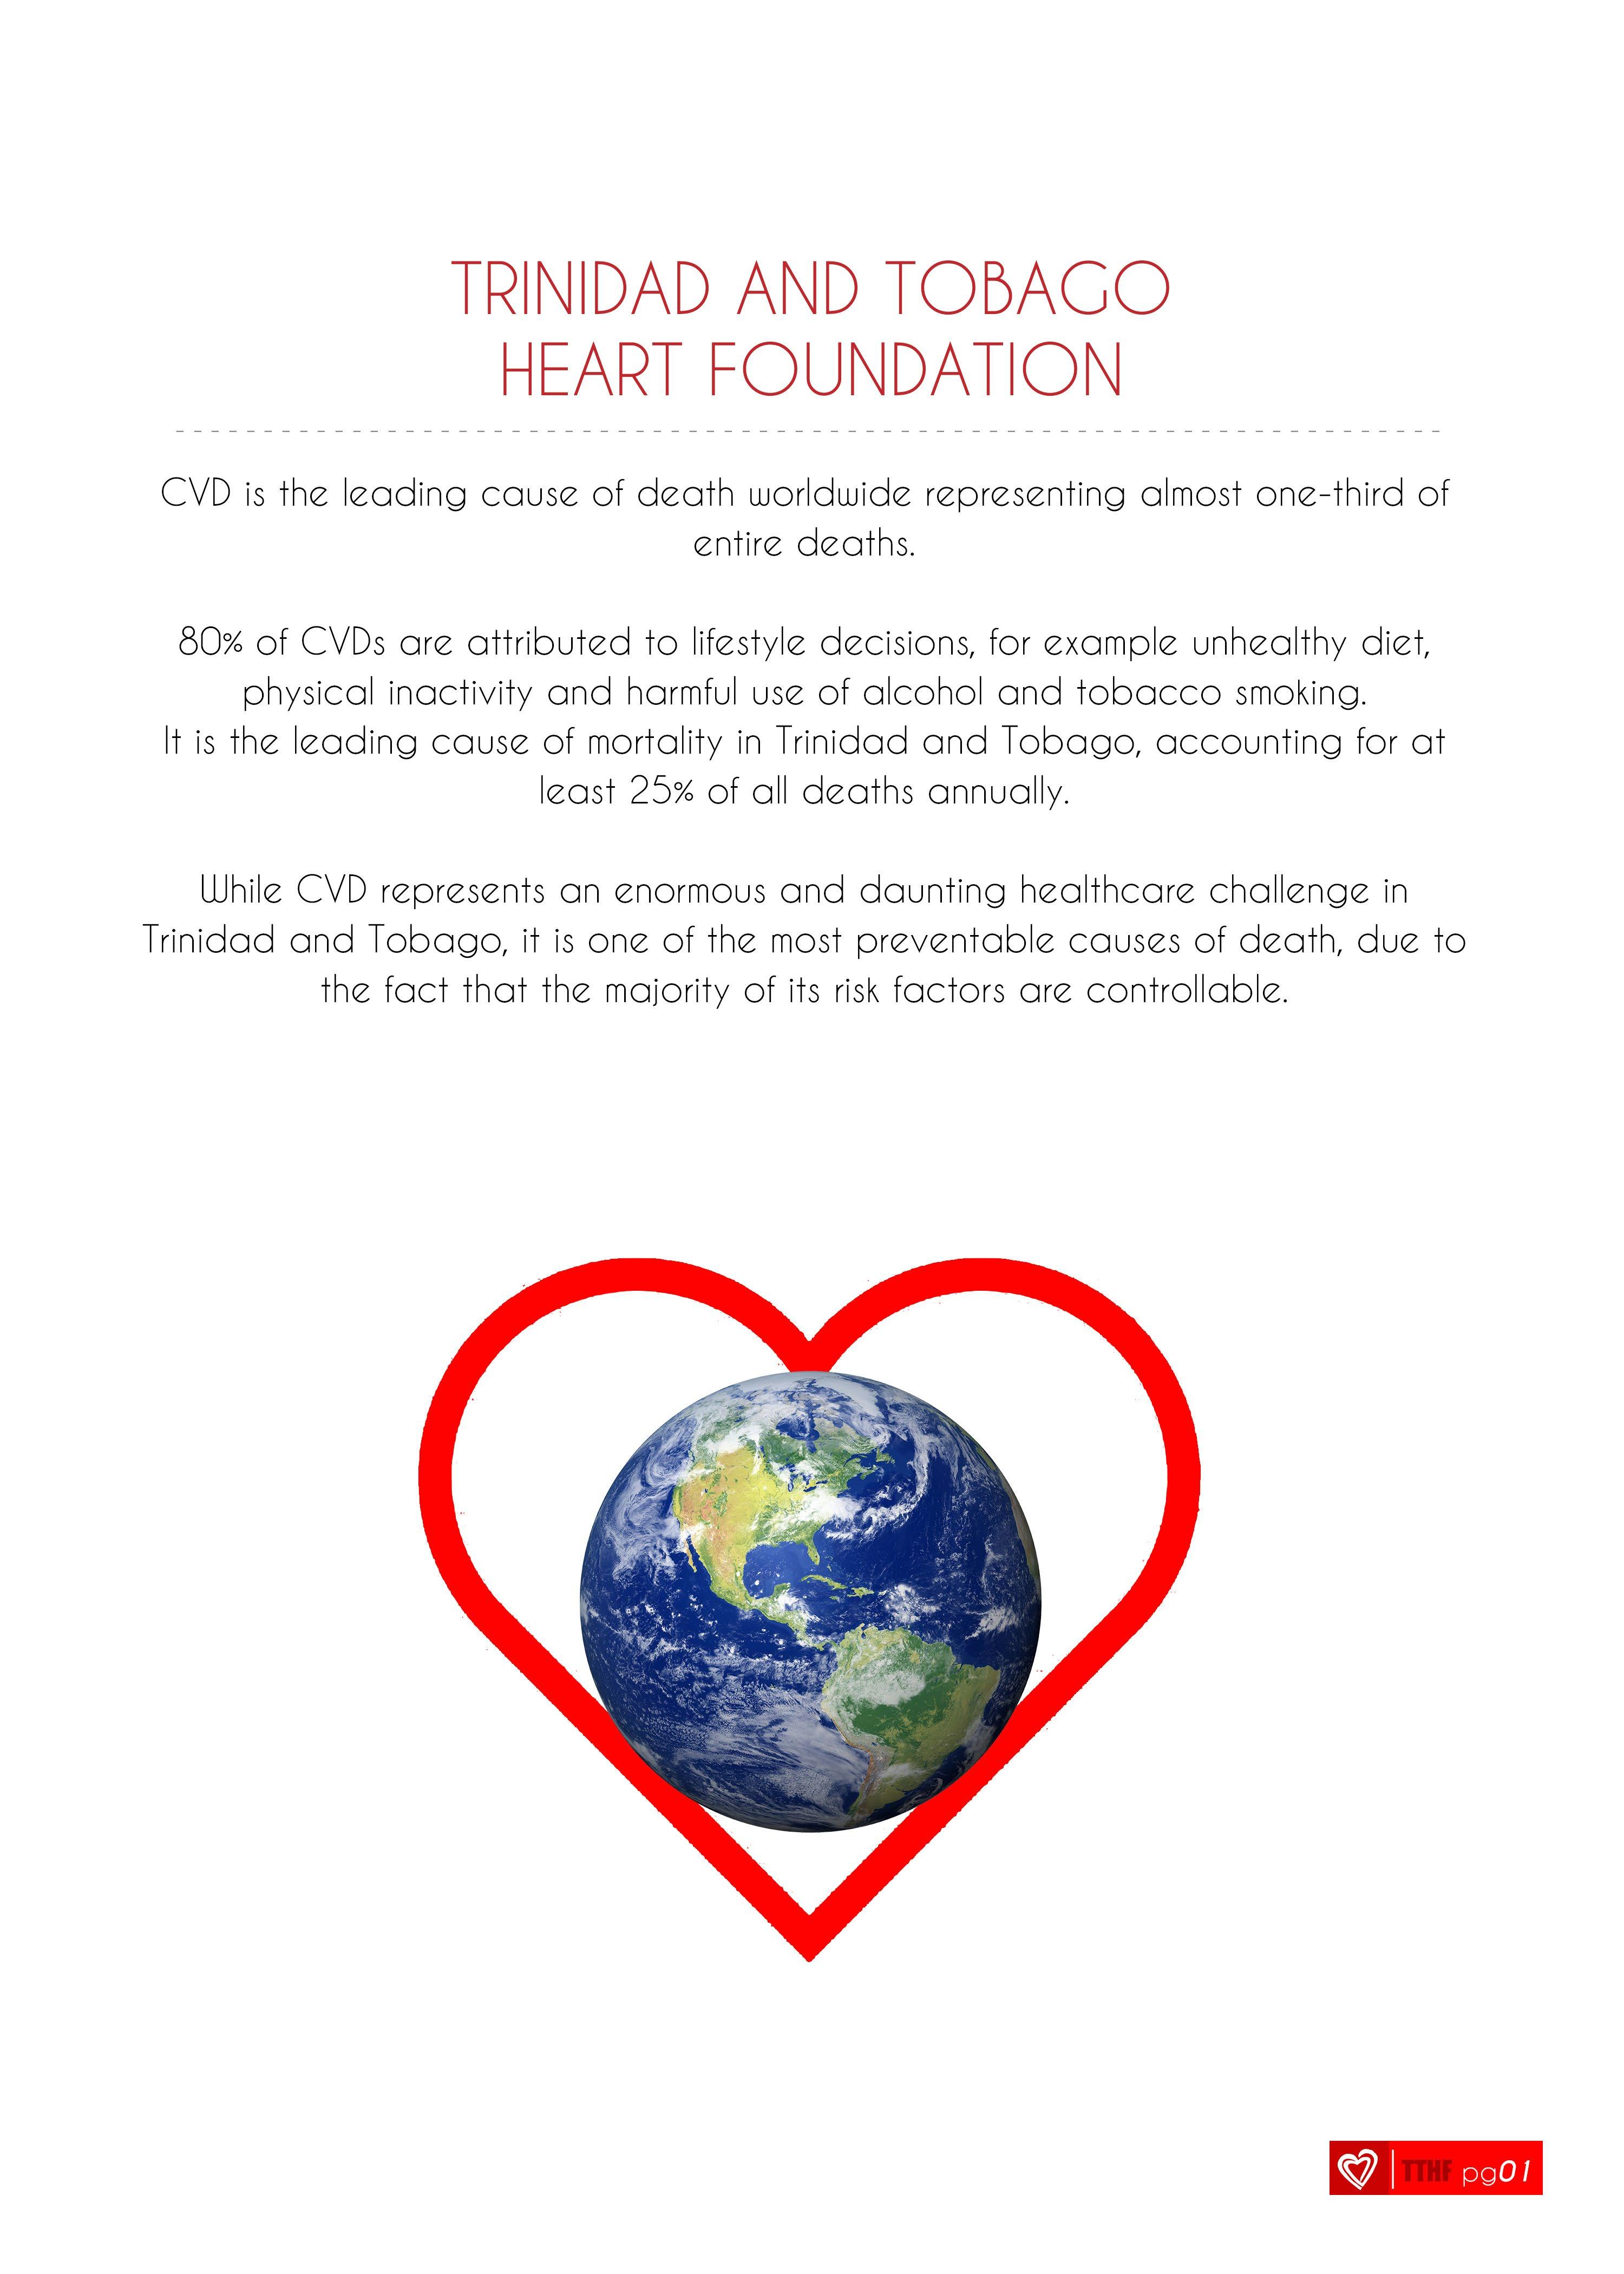 TRINIDAD AND TOBAGO
HEART FOUNDATION
CVD is the leading cause of death worldwide representing almost one-third of
entire deaths.
80% of CVDs are attributed to lifestyle decisions, for example unhealthy diet,
physical inactivity and harmful use of alcohol and tobacco smoking.
It is the leading cause of mortality in Trinidad and Tobago, accounting for at
least 25% of all deaths annually.
While CVD represents an enormous and daunting healthcare challenge in
Trinidad and Tobago, it is one of the most preventable causes of death, due to
the fact that the majority of its risk factors are controllable.
TTHF pg01